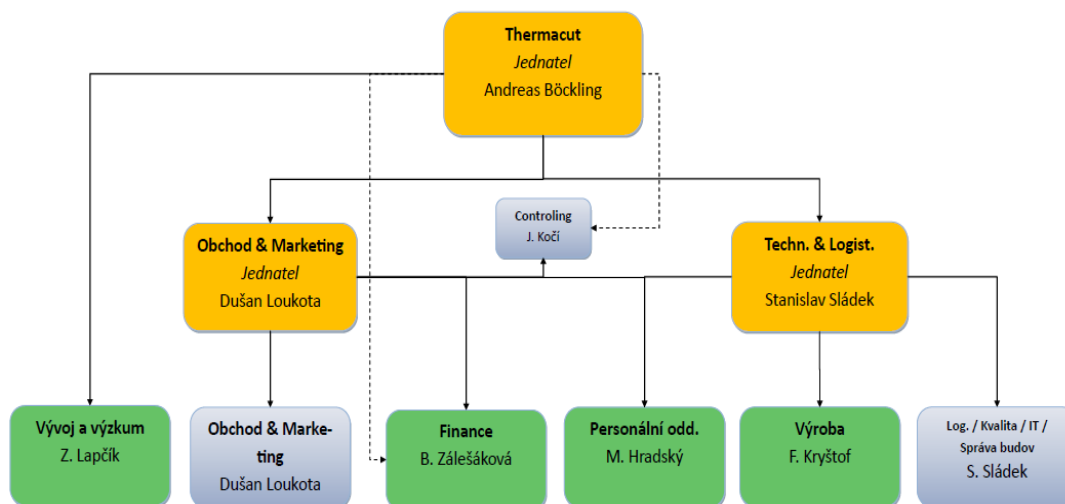 Thermacut
Jednatel
Andreas Böckling
Controling
J. Kočí
Obchod & Marketing
Jednatel
Dušan Loukota
Techn. & Logist.
Jednatel
Stanislav Sládek
Vývoj a výzkum
Z. Lapčík
Obchod & Marke-
ting
Dušan Loukota
Finance
B. Zálešáková
Personální odd.
M. Hradský
Výroba
F. Kryštof
Log. / Kvalita / IT /
Správa budov
S. Sládek